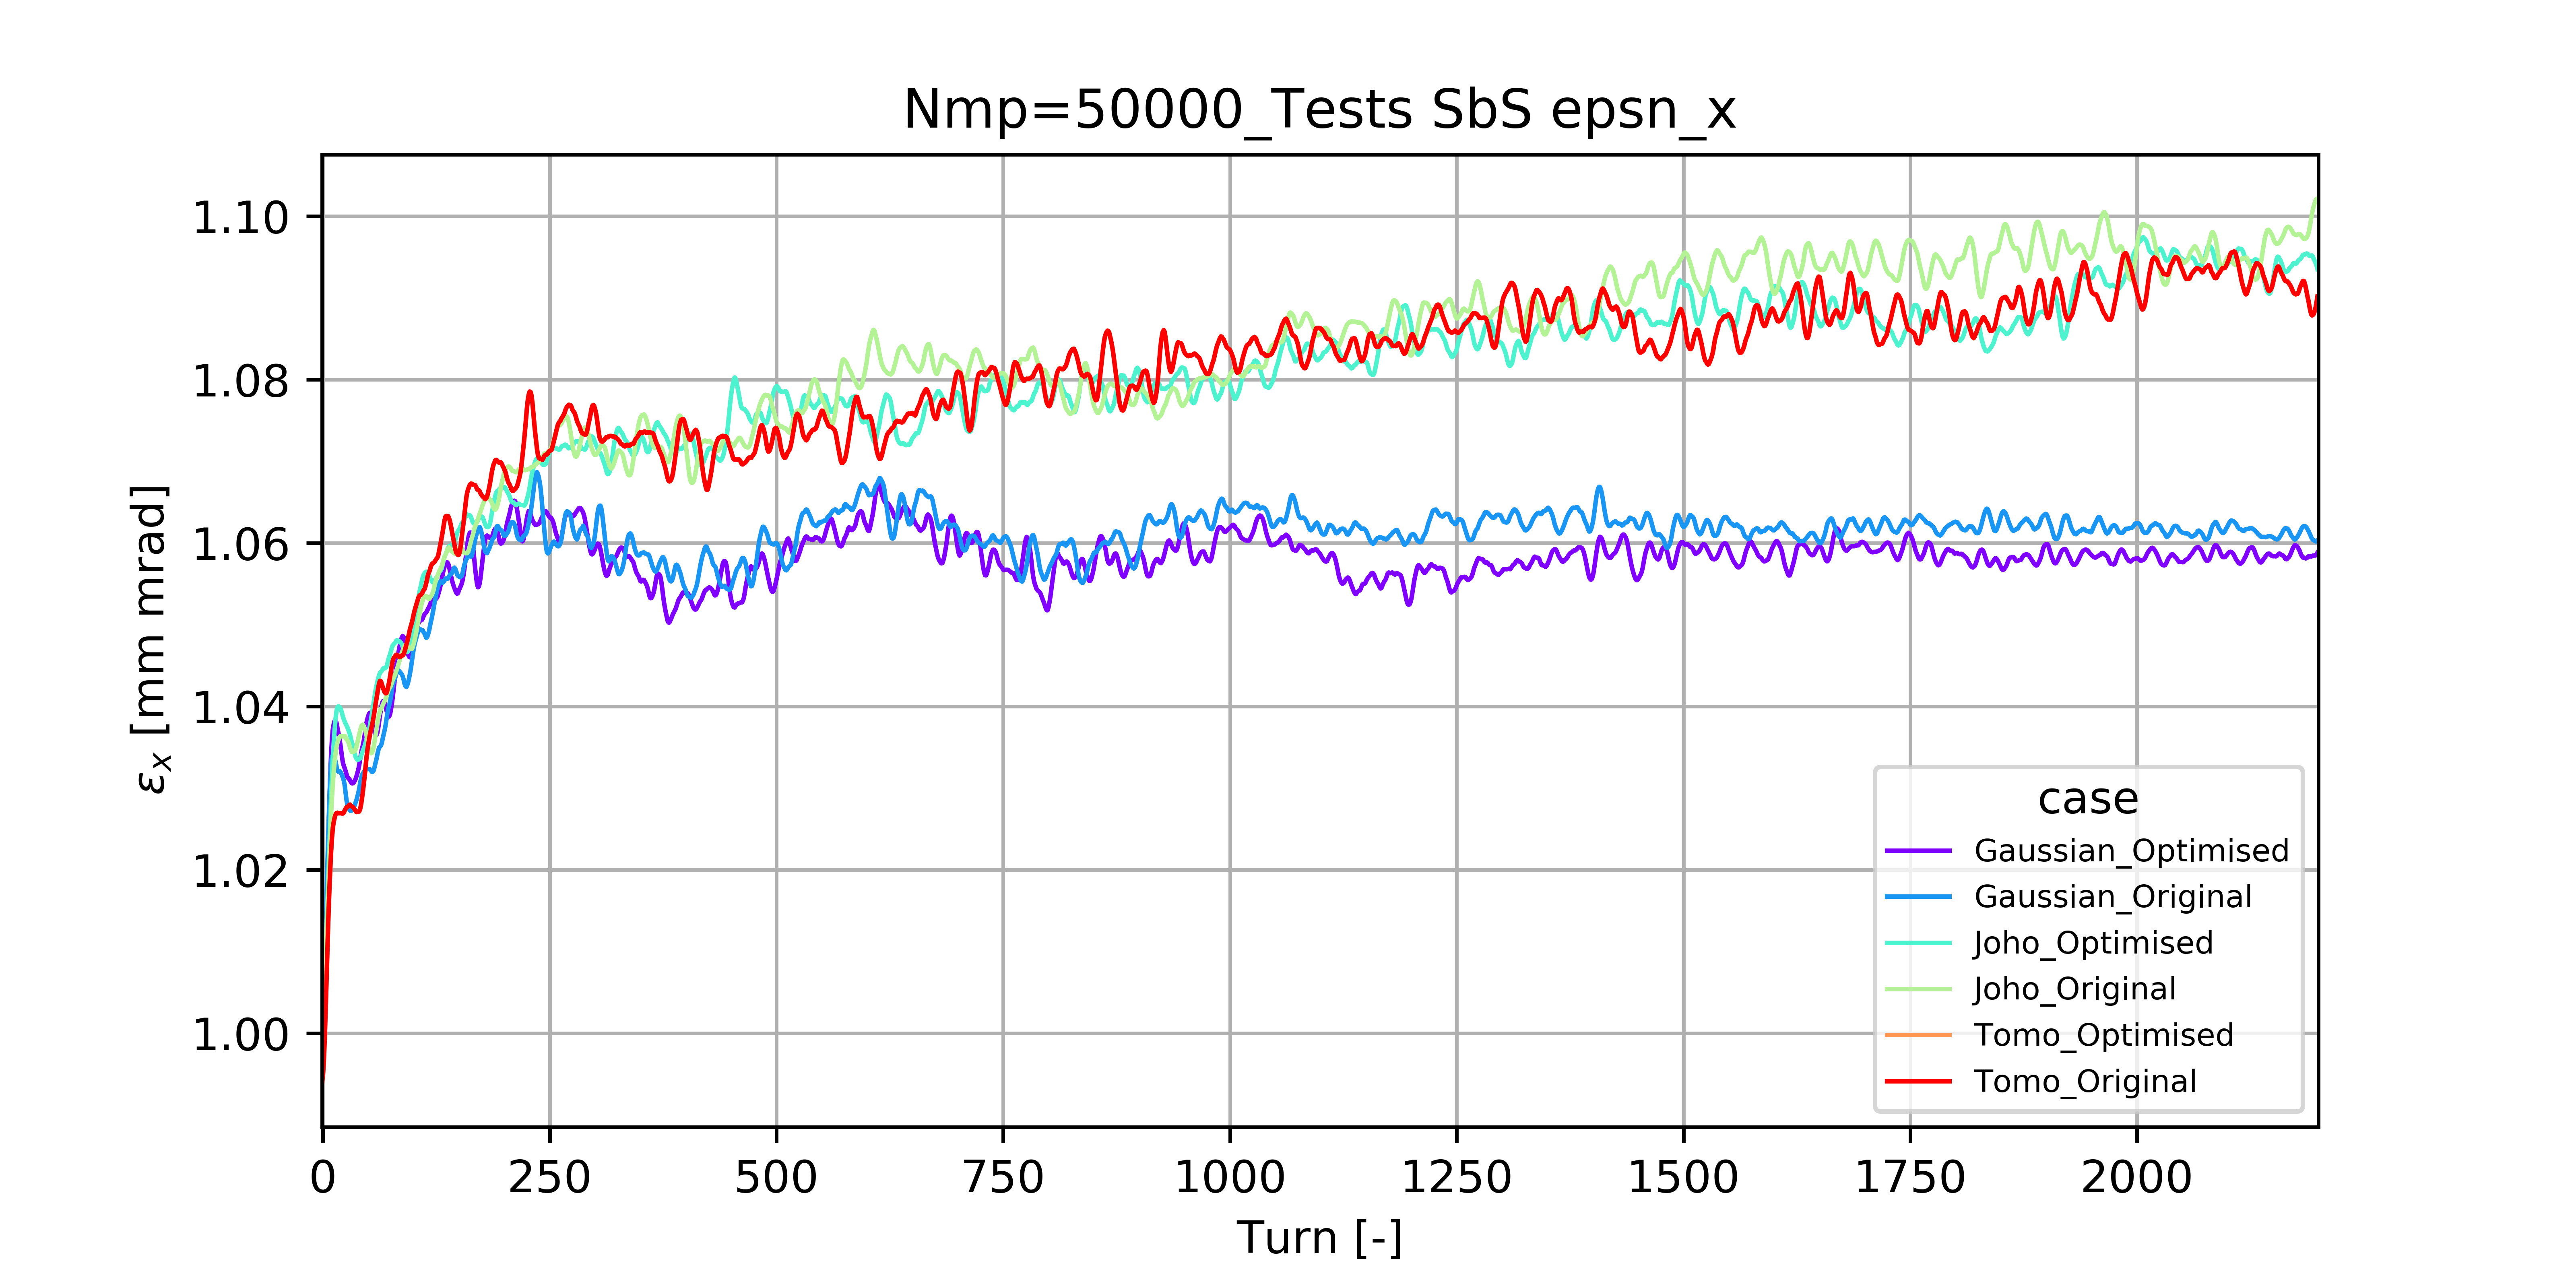 Nmp=50000_Tests SbS epsn_x
1.10
1.08
1.06
1.04
1.02
1.00
εx [mm mrad]
0 250 500 750 1000 1250 1500 1750 2000
Turn [-]
case
Gaussian_Optimised
Gaussian_Original
Joho_Optimised
Joho_Original
Tomo_Optimised
Tomo_Original